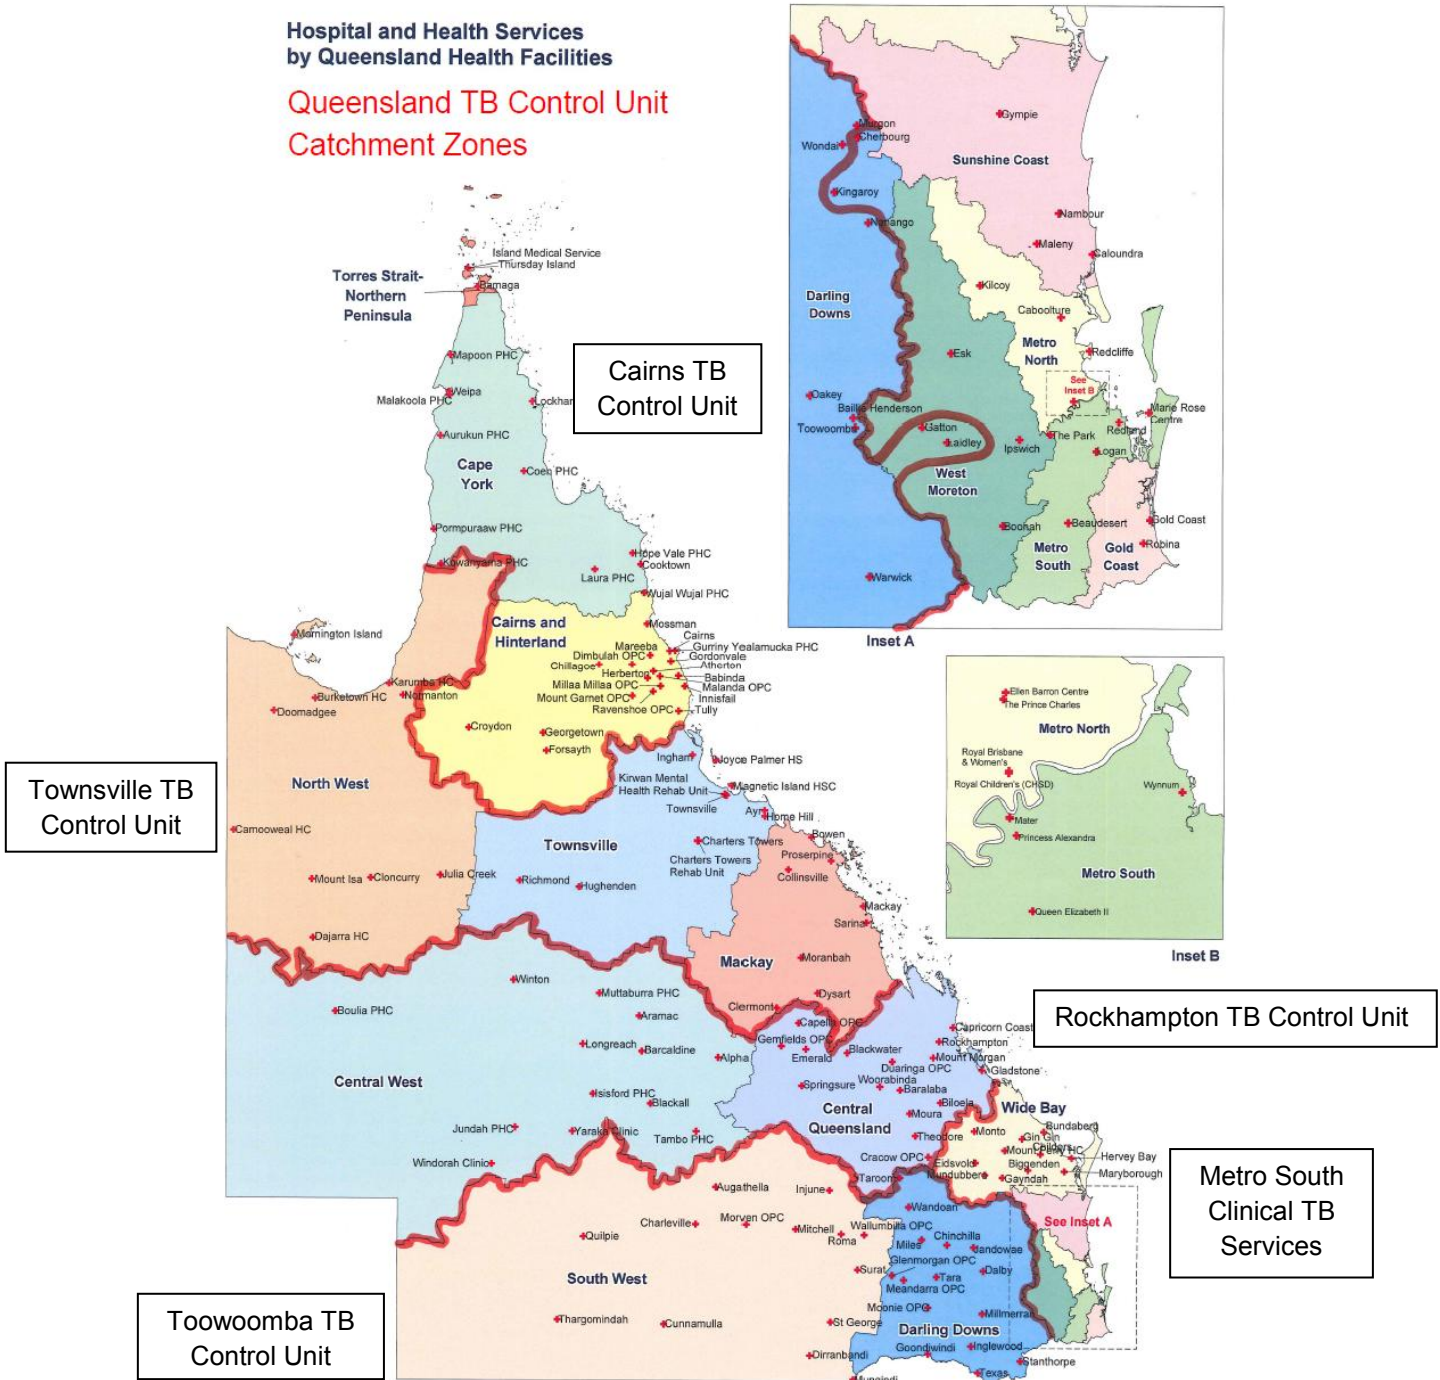 Hospital and Health Services
by Queensland Health Facilities
Queensland TB Control Unit
Catchment Zones
Island Medical Service
Thursday Island
Bamaga
Torres Strait-
Northern
Peninsula
Mapoon PHC
Weipa
Malakoola PHC
Lockhar
Aurukun PHC
Cape
York
Coen PHC
Pormpuraaw PHC
Kowanyama PHC
Hope Vale PHC
Cooktown
Laura PHC
Wujal Wujal PHC
Cairns TB
Control Unit
Mossman
Cairns and
Hinterland
Cairns
Mareeba
Gurriny Yealamucka PHC
Dimbulah OPC
Gordonvale
Chillagoe
Atherton
Herberton
Babinda
Millaa Millaa OPC
Malanda OPC
Mount Garnet OPC
Innisfail
Ravenshoe OPC
Tully
Croydon
Georgetown
Forsayth
Mornington Island
Karumba HC
Burketown HC
Normanton
Doomadgee
North West
Townsville TB
Control Unit
Camooweal HC
Mount Isa
Cloncurry
Julia Creek
Dajarra HC
Ingham
Joyce Palmer HS
Kirwan Mental
Health Rehab Unit
Magnetic Island HSC
Townsville
Ayr
Home Hill
Townsville
Charters Towers
Charters Towers
Rehab Unit
Richmond
Hughenden
Bowen
Proserpine
Collinsville
Mackay
Sarina
Mackay
Moranbah
Dysart
Clermont
Winton
Muttaburra PHC
Boulia PHC
Aramac
Longreach
Barcaldine
Alpha
Central West
Isisford PHC
Blackall
Jundah PHC
Yaraka Clinic
Tambo PHC
Windorah Clinic
Capella OPC
Capricorn Coast
Gemfields OPC
Rockhampton
Emerald
Blackwater
Mount Morgan
Duaringa OPC
Gladstone
Springsure
Woorabinda
Baralaba
Central
Queensland
Biloela
Moura
Theodore
Cracow OPC
Taroom
Rockhampton TB Control Unit
Wide Bay
Bundaberg
Monto
Gin Gin
Childers
Mount Perry HC
Hervey Bay
Eidsvold
Biggenden
Maryborough
Mundubbera
Gayndah
Metro South
Clinical TB
Services
See Inset A
Augathella
Injune
Charleville
Morven OPC
Mitchell
Quilpie
Roma
Wallumbilla OPC
South West
Surat
Thargomindah
Cunnamulla
St George
Dirranbandi
Mungindi
Toowoomba TB
Control Unit
Wandoan
Miles
Chinchilla
Jandowae
Glenmorgan OPC
Tara
Dalby
Meandarra OPC
Moonie OPC
Millmerran
Darling Downs
Goondiwindi
Inglewood
Stanthorpe
Texas
Murgon
Cherbourg
Wondai
Gympie
Sunshine Coast
Kingaroy
Nanango
Nambour
Maleny
Caloundra
Darling
Downs
Kilcoy
Caboolture
Metro
North
Redcliffe
Esk
See
Inset B
Oakey
Baillie Henderson
Toowoomba
Gatton
Laidley
Ipswich
The Park
Redland
Marie Rose
Centre
Logan
West
Moreton
Boonah
Beaudesert
Gold Coast
Robina
Metro
South
Gold
Coast
Warwick
Inset A
Ellen Barron Centre
The Prince Charles
Metro North
Royal Brisbane
& Women's
Royal Children's (CHSD)
Wynnum
Mater
Princess Alexandra
Metro South
Queen Elizabeth II
Inset B